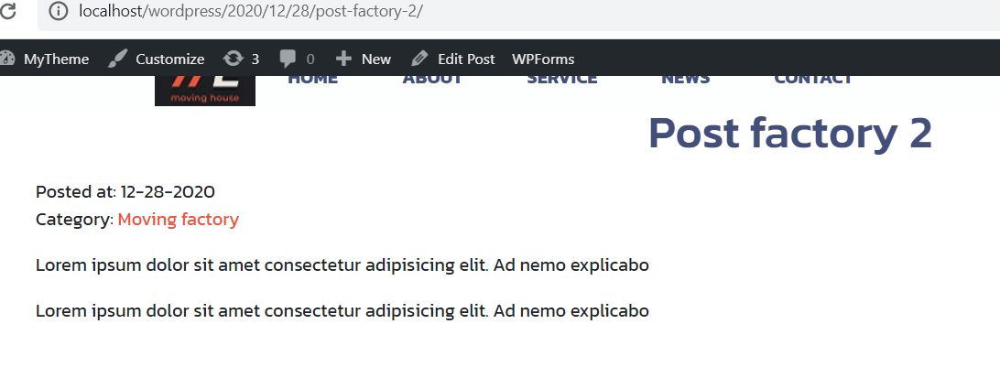 localhost/wordpress/2020/12/28/post-factory-2/
MyTheme Customize 3 0 New Edit Post WPForms
moving house HOME ABOUT SERVICE NEWS CONTACT
Post factory 2
Posted at: 12-28-2020
Category: Moving factory
Lorem ipsum dolor sit amet consectetur adipisicing elit. Ad nemo explicabo
Lorem ipsum dolor sit amet consectetur adipisicing elit. Ad nemo explicabo